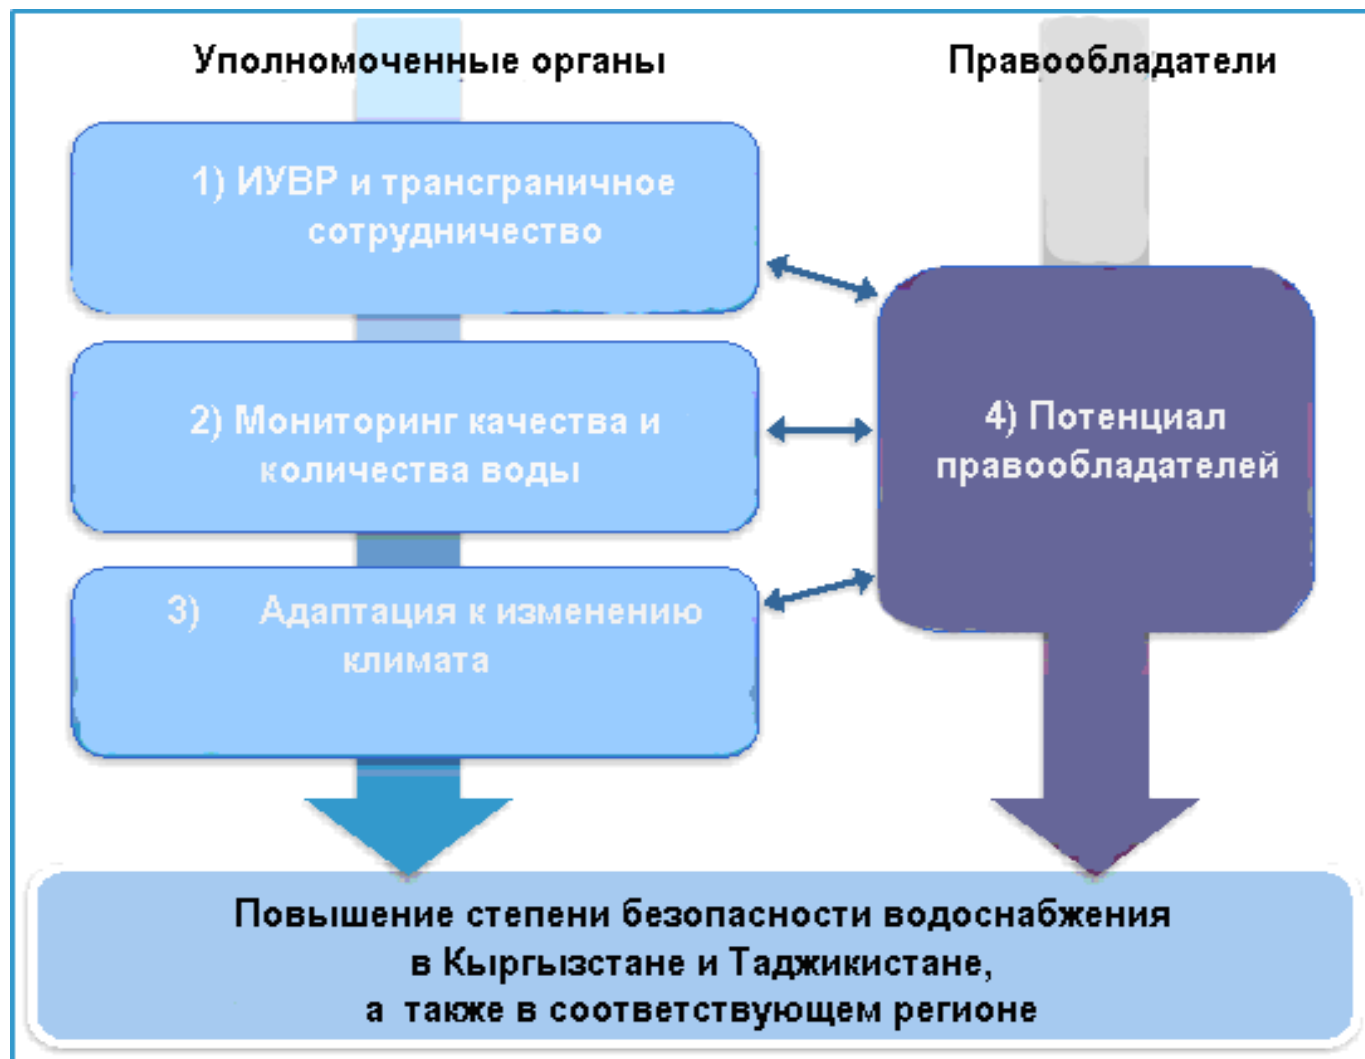 Уполномоченные органы
Правообладатели
1) ИУВР и трансграничное
сотрудничество
2) Мониторинг качества и
количества воды
3) Адаптация к изменению
климата
4) Потенциал
правообладателей
Повышение степени безопасности водоснабжения
в Кыргызстане и Таджикистане,
а также в соответствующем регионе